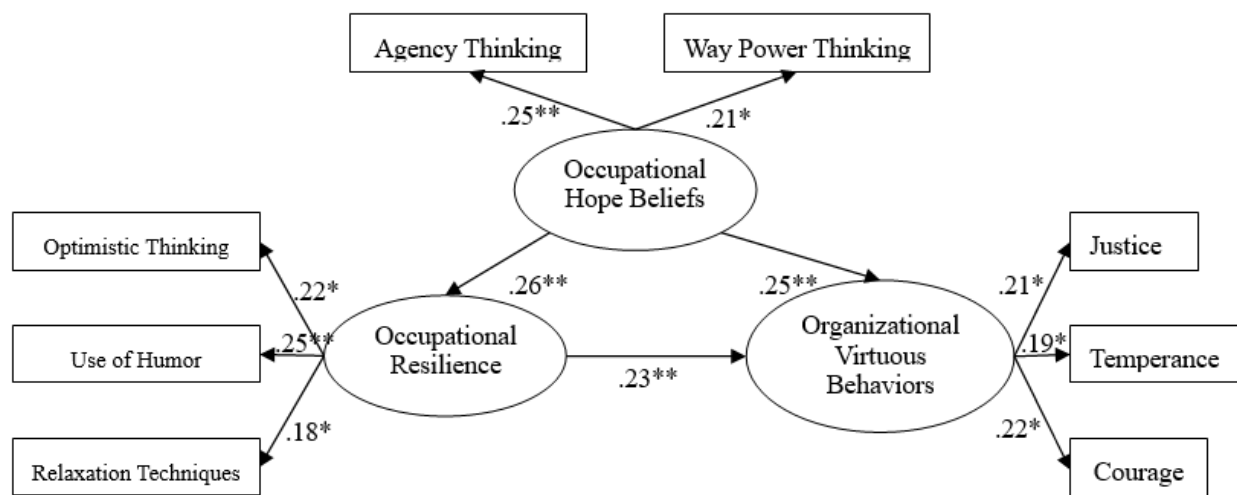 Agency Thinking
Way Power Thinking
.25**
.21*
Occupational
Hope Beliefs
Optimistic Thinking
Justice
.22*
.26**
.25**
.21*
Use of Humor
.25**
Occupational
Resilience
.23**
Organizational
Virtuous
Behaviors
.19*
Temperance
.18*
.22*
Relaxation Techniques
Courage